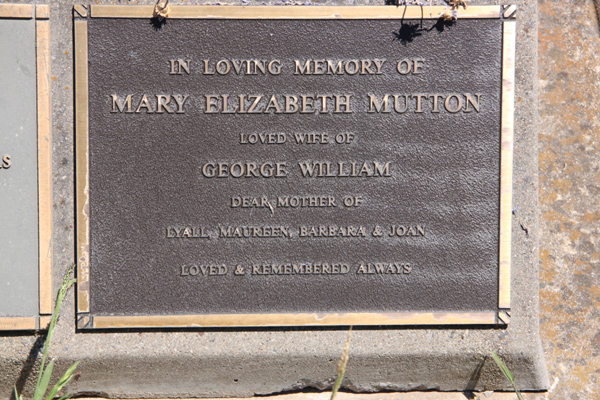 IN LOVING MEMORY OF
MARY ELIZABETH MUTTON
LOVED WIFE OF
GEORGE WILLIAM
DEAR MOTHER OF
LYALL, MAUREEN, BARBARA & JOAN
LOVED & REMEMBERED ALWAYS